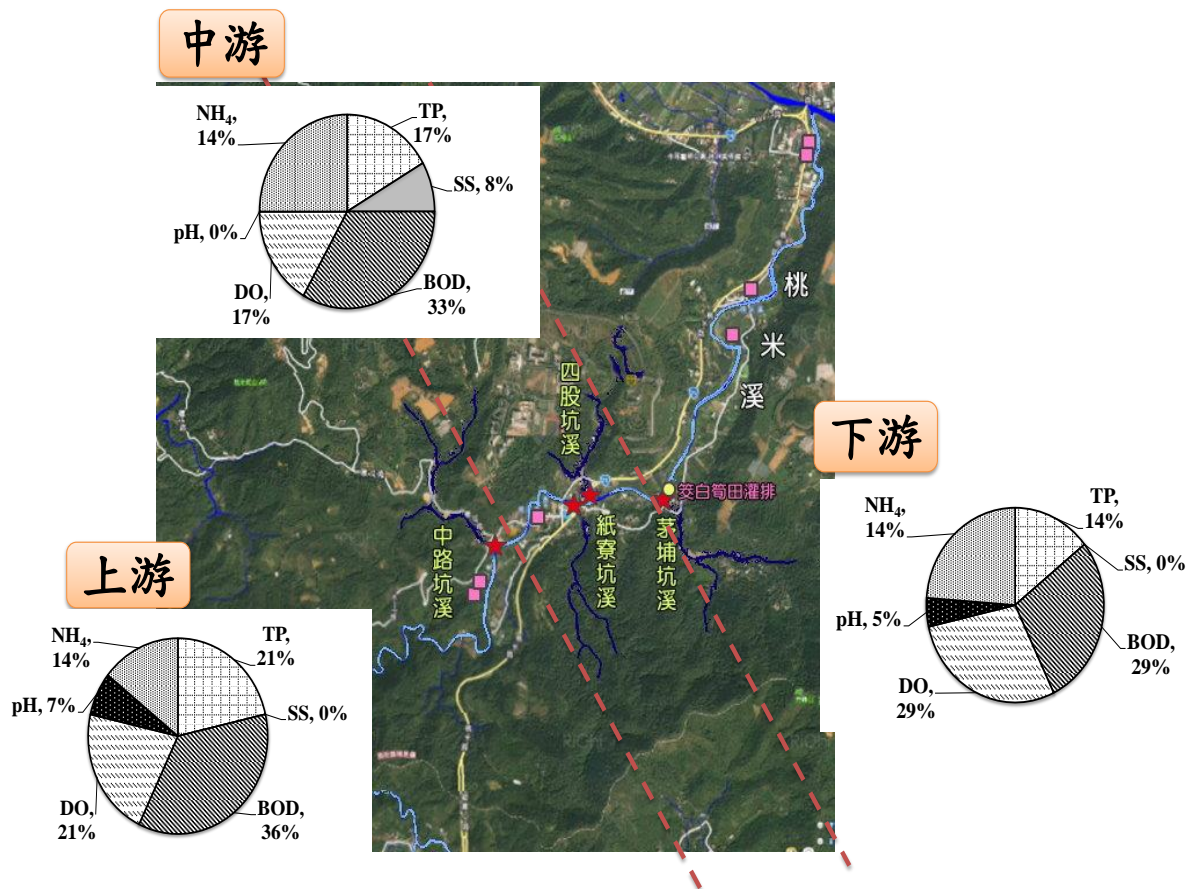 中游
NH4,
14%
TP,
17%
SS, 8%
pH, 0%
DO,
17%
BOD,
33%
桃米溪
四股坑溪
茭白筍田灌排
中路坑溪
紙寮坑溪
茅埔坑溪
下游
NH4,
14%
TP,
14%
SS, 0%
pH, 5%
BOD,
29%
DO,
29%
上游
NH4,
14%
TP,
21%
pH, 7%
SS, 0%
DO,
21%
BOD,
36%